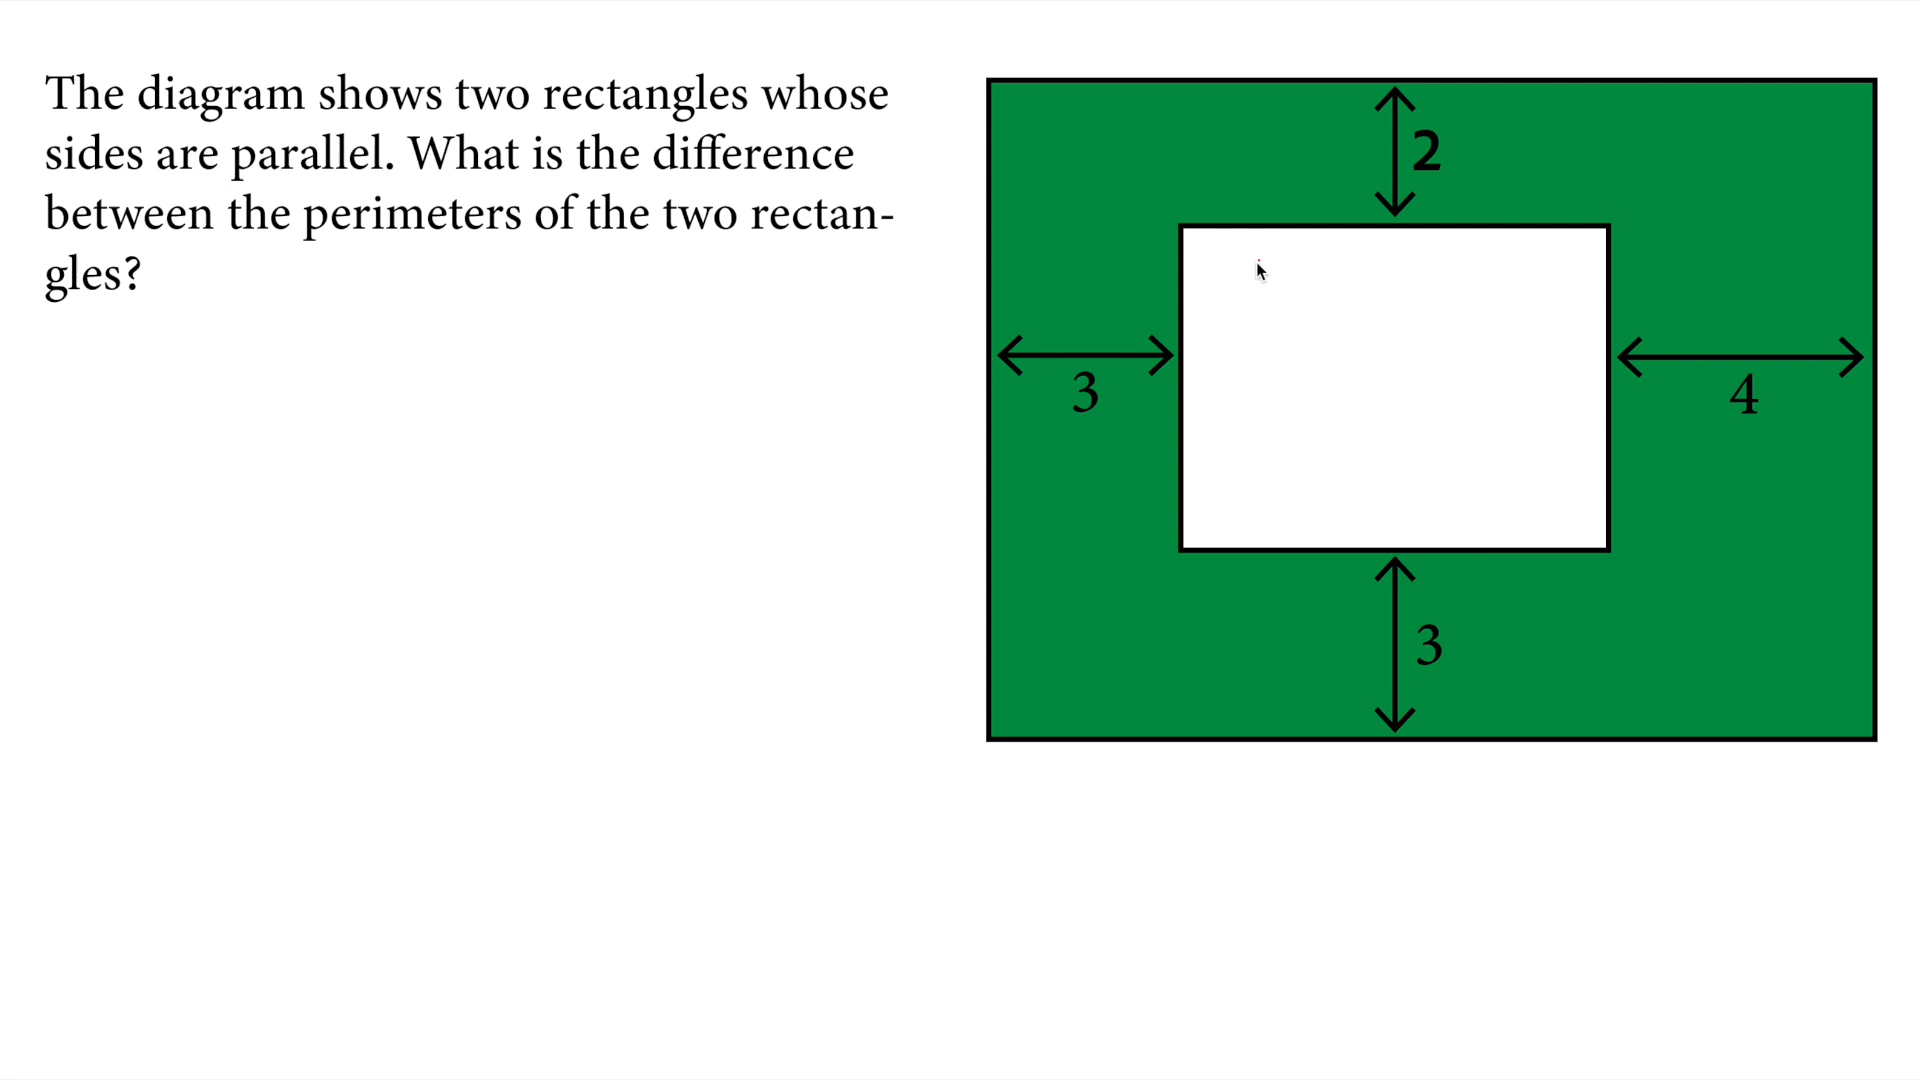 The diagram shows two rectangles whose
sides are parallel. What is the difference
between the perimeters of the two rectan-
gles?
2
3
4
3